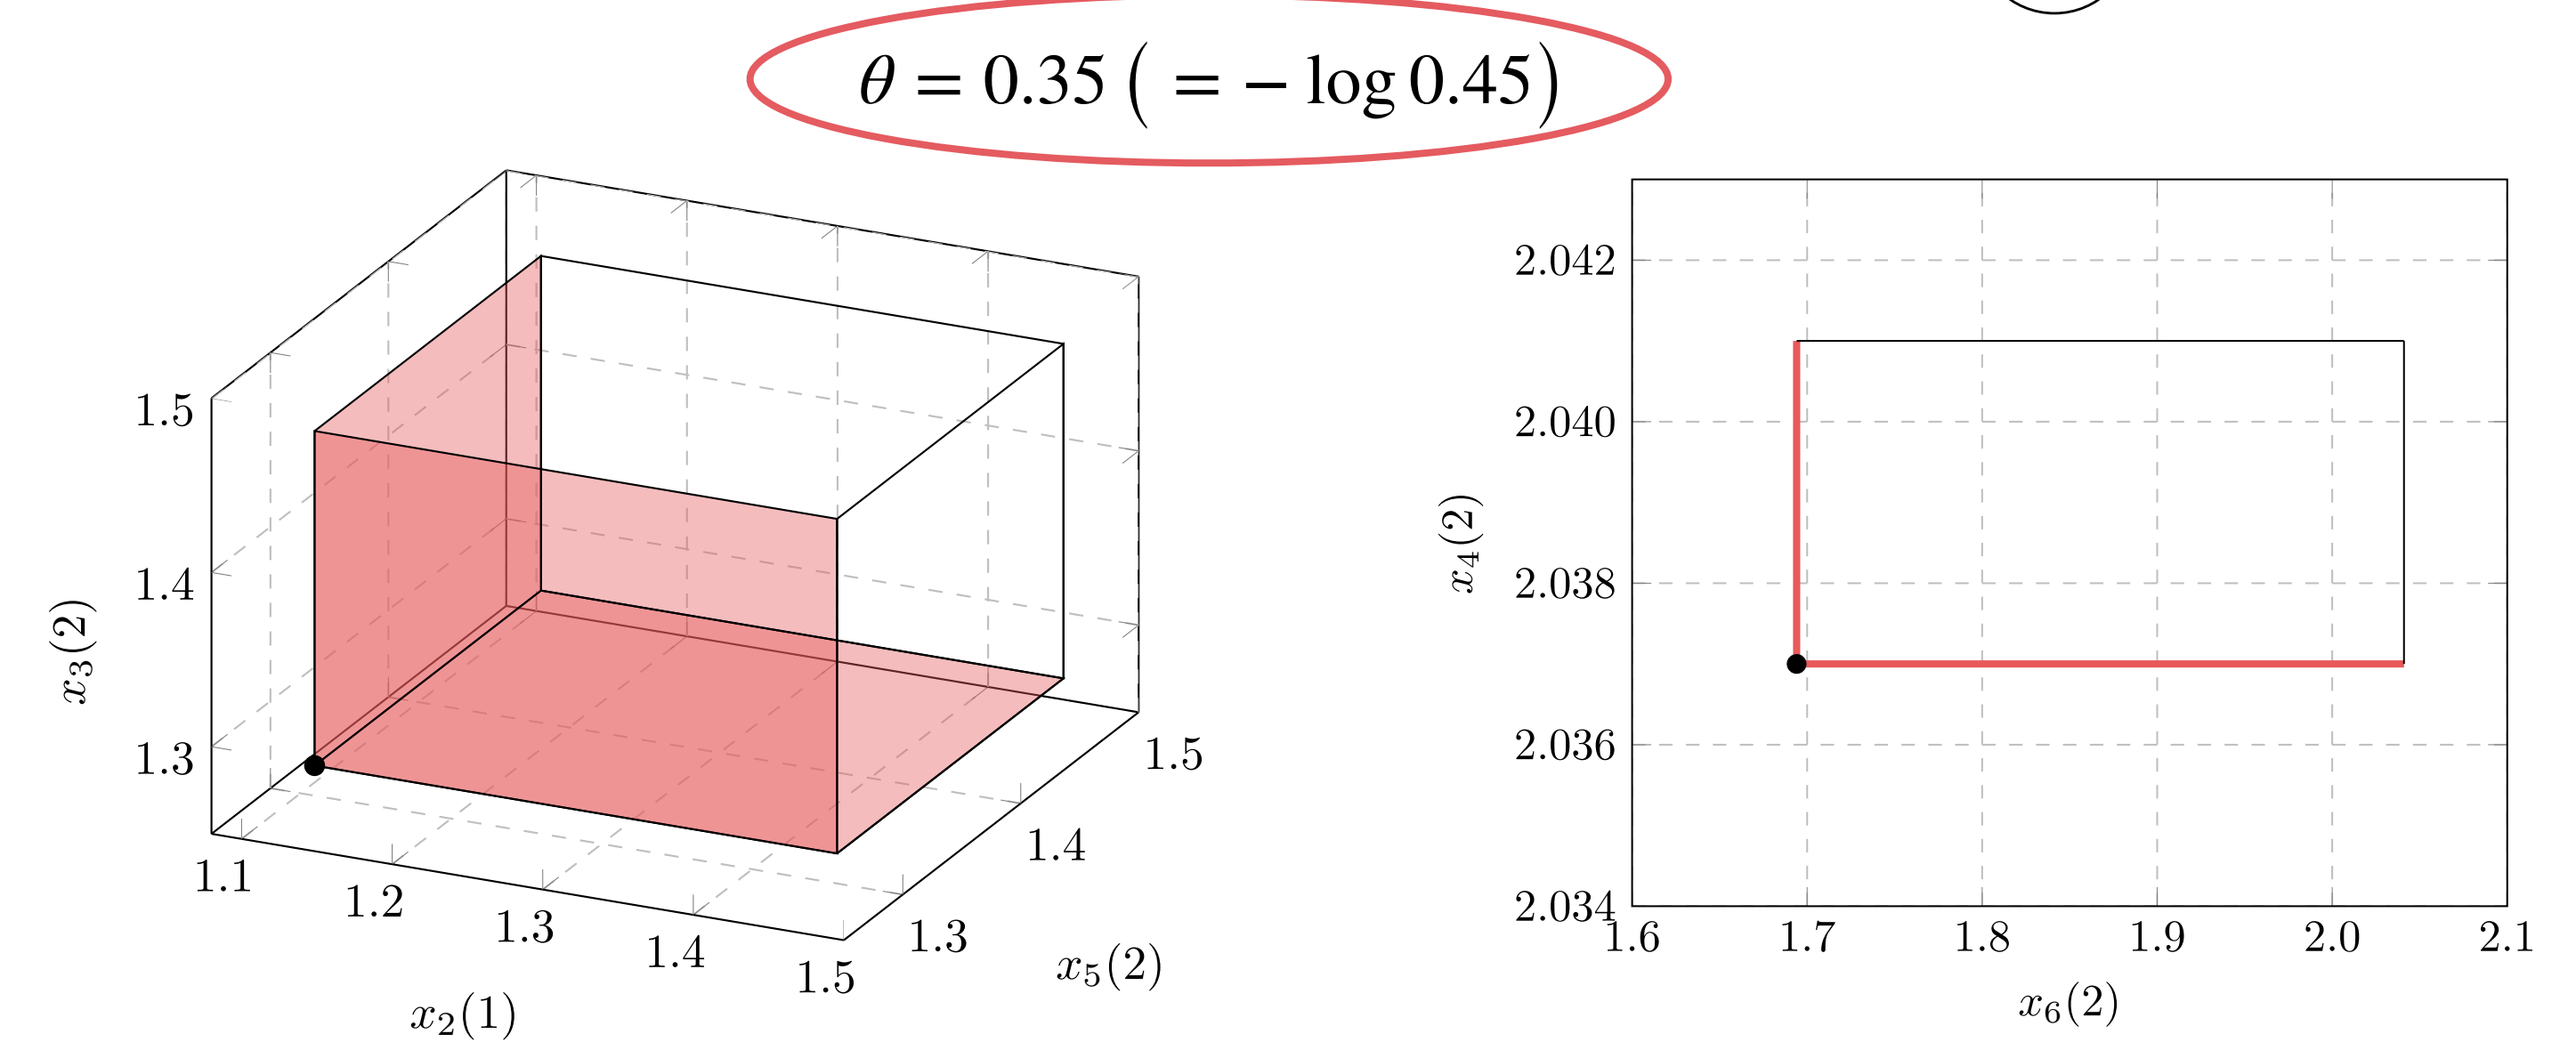 θ = 0.35 ( = − log 0.45)
1.5
1.4
1.3
x₃(2)
1.1
1.2
1.3
1.4
1.5
x₂(1)
1.3
1.4
1.5
x₅(2)
2.042
2.040
2.038
2.036
2.034
x₄(2)
1.6 1.7 1.8 1.9 2.0 2.1
x₆(2)